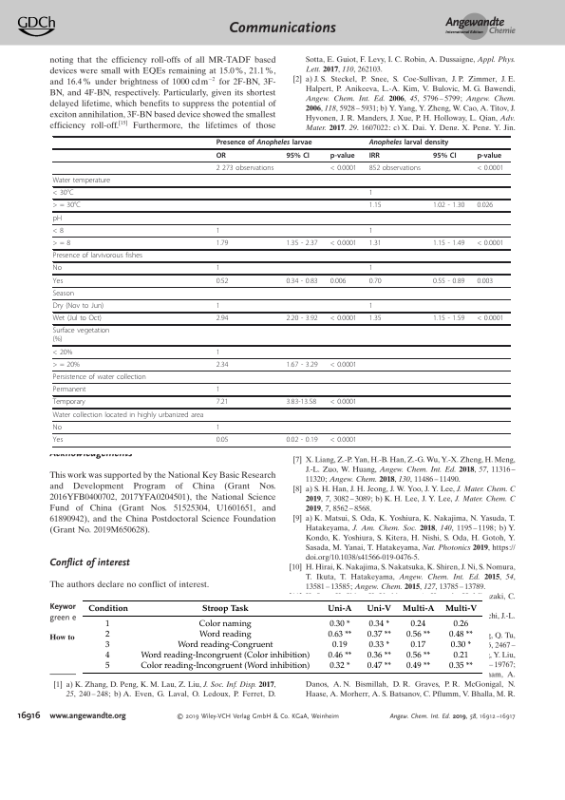 GDCh
Communications
Angewandte
International Edition
Chemie
noting that the efficiency roll-offs of all MR-TADF based
devices were small with EQEs remaining at 15.0%, 21.1%,
and 16.4% under brightness of 1000 cd m−2 for 2F-BN, 3F-
BN, and 4F-BN, respectively. Particularly, given its shortest
delayed lifetime, which benefits to suppress the potential of
exciton annihilation, 3F-BN based device showed the smallest
efficiency roll-off.[19] Furthermore, the lifetimes of those
Sotta, E. Guiot, F. Levy, I. C. Robin, A. Dussaigne, Appl. Phys.
Lett. 2017, 110, 262103.
[2] a) J. S. Steckel, P. Snee, S. Coe-Sullivan, J. P. Zimmer, J. E.
Halpert, P. Anikeeva, L.-A. Kim, V. Bulovic, M. G. Bawendi,
Angew. Chem. Int. Ed. 2006, 45, 5796–5799; Angew. Chem.
2006, 118, 5928–5931; b) Y. Yang, Y. Zheng, W. Cao, A. Titov, J.
Hyvonen, J. R. Manders, J. Xue, P. H. Holloway, L. Qian, Adv.
Mater. 2017, 29, 1607022; c) X. Dai, Y. Deng, X. Peng, Y. Jin,
Presence of Anopheles larvae Anopheles larval density
OR 95% CI p-value IRR 95% CI p-value
2 273 observations < 0.0001 852 observations < 0.0001
Water temperature
< 30°C 1
> = 30°C 1.15 1.02 - 1.30 0.026
pH
< 8 1 1
> = 8 1.79 1.35 - 2.37 < 0.0001 1.31 1.15 - 1.49 < 0.0001
Presence of larvivorous fishes
No 1 1
Yes 0.52 0.34 - 0.83 0.006 0.70 0.55 - 0.89 0.003
Season
Dry (Nov to Jun) 1 1
Wet (Jul to Oct) 2.94 2.20 - 3.92 < 0.0001 1.35 1.15 - 1.59 < 0.0001
Surface vegetation
(%)
< 20% 1
> = 20% 2.34 1.67 - 3.29 < 0.0001
Persistence of water collection
Permanent 1
Temporary 7.21 3.83-13.58 < 0.0001
Water collection located in highly urbanized area
No 1
Yes 0.05 0.02 - 0.19 < 0.0001
Acknowledgements
This work was supported by the National Key Basic Research
and Development Program of China (Grant Nos.
2016YFB0400702, 2017YFA0204501), the National Science
Fund of China (Grant Nos. 51525304, U1601651, and
61890942), and the China Postdoctoral Science Foundation
(Grant No. 2019M650628).
Conflict of interest
The authors declare no conflict of interest.
Keywor
green e
How to
[7] X. Liang, Z.-P. Yan, H.-B. Han, Z.-G. Wu, Y.-X. Zheng, H. Meng,
J.-L. Zuo, W. Huang, Angew. Chem. Int. Ed. 2018, 57, 11316–
11320; Angew. Chem. 2018, 130, 11486–11490.
[8] a) S. H. Han, J. H. Jeong, J. W. Yoo, J. Y. Lee, J. Mater. Chem. C
2019, 7, 3082–3089; b) K. H. Lee, J. Y. Lee, J. Mater. Chem. C
2019, 7, 8562–8568.
[9] a) K. Matsui, S. Oda, K. Yoshiura, K. Nakajima, N. Yasuda, T.
Hatakeyama, J. Am. Chem. Soc. 2018, 140, 1195–1198; b) Y.
Kondo, K. Yoshiura, S. Kitera, H. Nishi, S. Oda, H. Gotoh, Y.
Sasada, M. Yanai, T. Hatakeyama, Nat. Photonics 2019, https://
doi.org/10.1038/s41566-019-0476-5.
[10] H. Hirai, K. Nakajima, S. Nakatsuka, K. Shiren, J. Ni, S. Nomura,
T. Ikuta, T. Hatakeyama, Angew. Chem. Int. Ed. 2015, 54,
13581–13585; Angew. Chem. 2015, 127, 13785–13789.
zaki, C.
hi, J.-L.
, Q. Tu,
, 2467–
, Y. Liu,
–19767;
am, A.
Condition Stroop Task Uni-A Uni-V Multi-A Multi-V
1 Color naming 0.30 * 0.34 * 0.24 0.26
2 Word reading 0.63 ** 0.37 ** 0.56 ** 0.48 **
3 Word reading-Congruent 0.19 0.33 * 0.17 0.30 *
4 Word reading-Incongruent (Color inhibition) 0.46 ** 0.36 ** 0.56 ** 0.21
5 Color reading-Incongruent (Word inhibition) 0.32 * 0.47 ** 0.49 ** 0.35 **
[1] a) K. Zhang, D. Peng, K. M. Lau, Z. Liu, J. Soc. Inf. Disp. 2017,
25, 240–248; b) A. Even, G. Laval, O. Ledoux, P. Ferret, D.
Danos, A. N. Bismillah, D. R. Graves, P. R. McGonigal, N.
Haase, A. Morherr, A. S. Batsanov, C. Pflumm, V. Bhalla, M. R.
16916 www.angewandte.org © 2019 Wiley-VCH Verlag GmbH & Co. KGaA, Weinheim Angew. Chem. Int. Ed. 2019, 58, 16912–16917